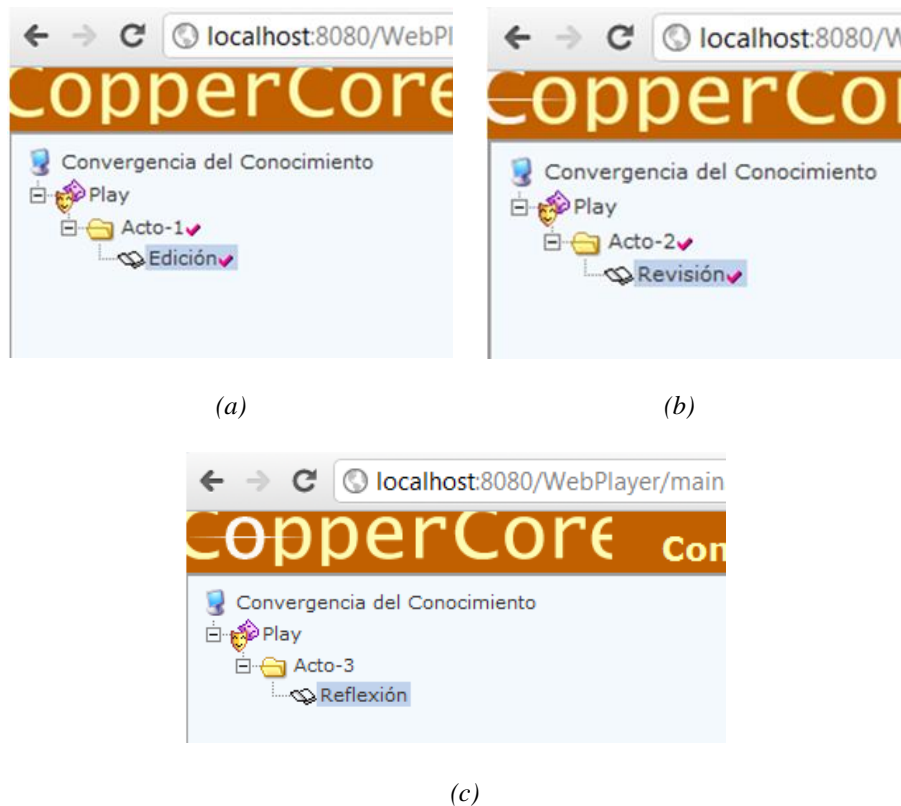 localhost:8080/WebPl
CopperCore
Convergencia del Conocimiento
Play
Acto-1
Edición
(a)
localhost:8080/W
CopperCor
Convergencia del Conocimiento
Play
Acto-2
Revisión
(b)
localhost:8080/WebPlayer/main
CopperCore Con
Convergencia del Conocimiento
Play
Acto-3
Reflexión
(c)